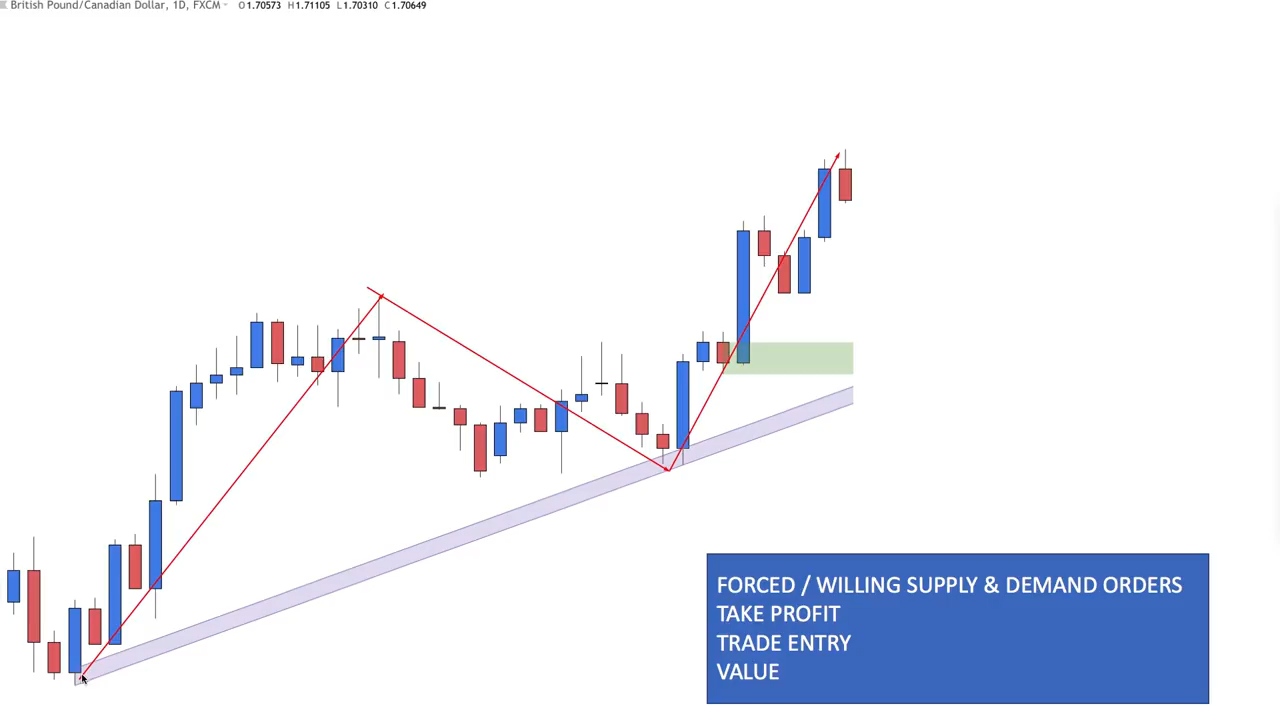 British Pound/Canadian Dollar, 1D, FXCM O1.70573 H1.71105 L1.70310 C1.70649
FORCED / WILLING SUPPLY & DEMAND ORDERS
TAKE PROFIT
TRADE ENTRY
VALUE